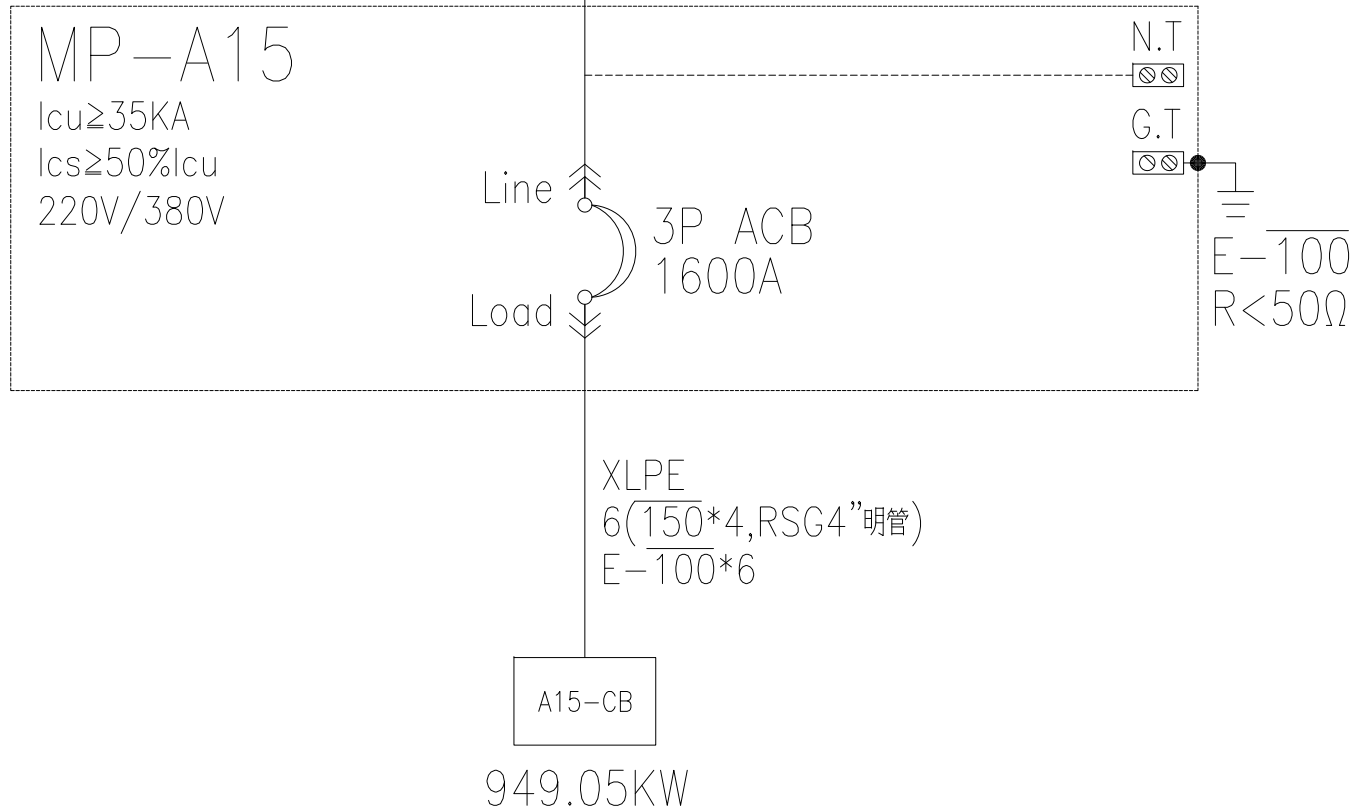 MP-A15
Icu≧35KA
Ics≧50%Icu
220V/380V
N.T
G.T
E-100
R<50Ω
Line
3P ACB
1600A
Load
XLPE
6(150*4,RSG4”明管)
E-100*6
A15-CB
949.05KW